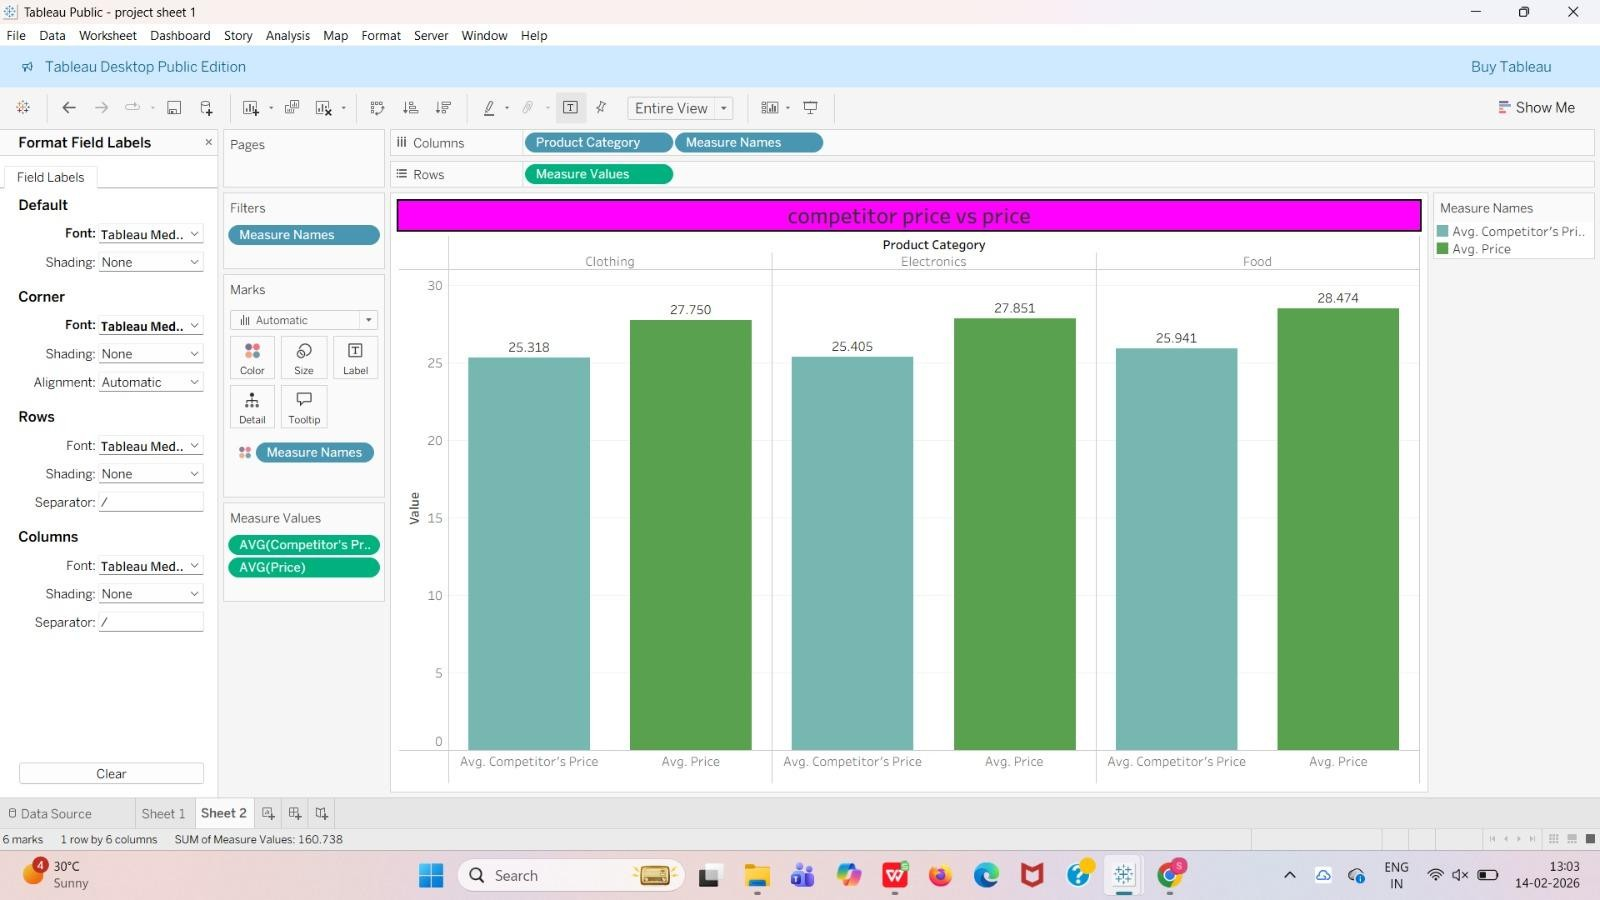 Tableau Public - project sheet 1
File Data Worksheet Dashboard Story Analysis Map Format Server Window Help
Tableau Desktop Public Edition Buy Tableau
Entire View Show Me
Format Field Labels
Field Labels
Default
Font: Tableau Med..
Shading: None
Corner
Font: Tableau Med..
Shading: None
Alignment: Automatic
Rows
Font: Tableau Med..
Shading: None
Separator: /
Columns
Font: Tableau Med..
Shading: None
Separator: /
Clear
Pages
Filters
Measure Names
Marks
Automatic
Color Size Label
Detail Tooltip
Measure Names
Measure Values
AVG(Competitor's Pr..
AVG(Price)
Columns Product Category Measure Names
Rows Measure Values
competitor price vs price
Product Category
Clothing Electronics Food
30
25
20
15
10
5
0
Value
25.318 27.750 25.405 27.851 25.941 28.474
Avg. Competitor's Price Avg. Price Avg. Competitor's Price Avg. Price Avg. Competitor's Price Avg. Price
Measure Names
Avg. Competitor's Pri..
Avg. Price
Data Source Sheet 1 Sheet 2
6 marks 1 row by 6 columns SUM of Measure Values: 160.738
4
30°C
Sunny
Search
ENG
IN
13:03
14-02-2026